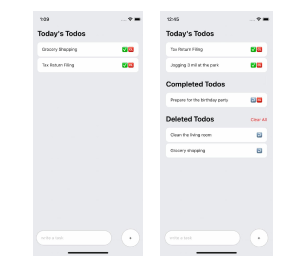 1:09
Today's Todos
Grocery Shopping
Tax Return Filing
write a task
+
12:45
Today's Todos
Tax Return Filing
Jogging 3 mil at the park
Completed Todos
Prepare for the birthday party
Deleted Todos Clear All
Clean the living room
Grocery shopping
write a task
+